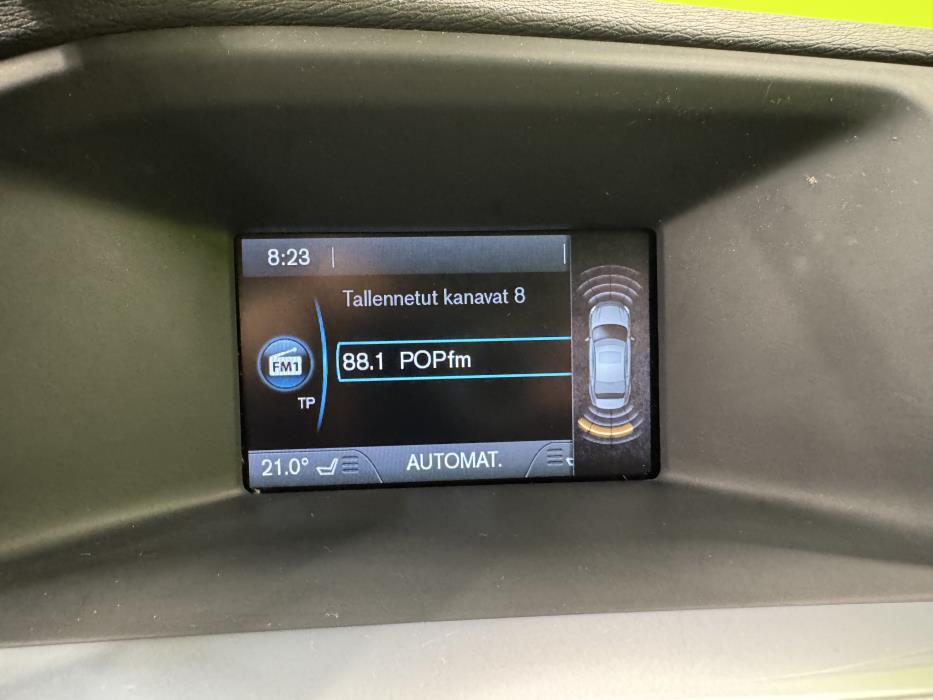 8:23
Tallennetut kanavat 8
FM1
88.1 POPfm
TP
21.0°
AUTOMAT.